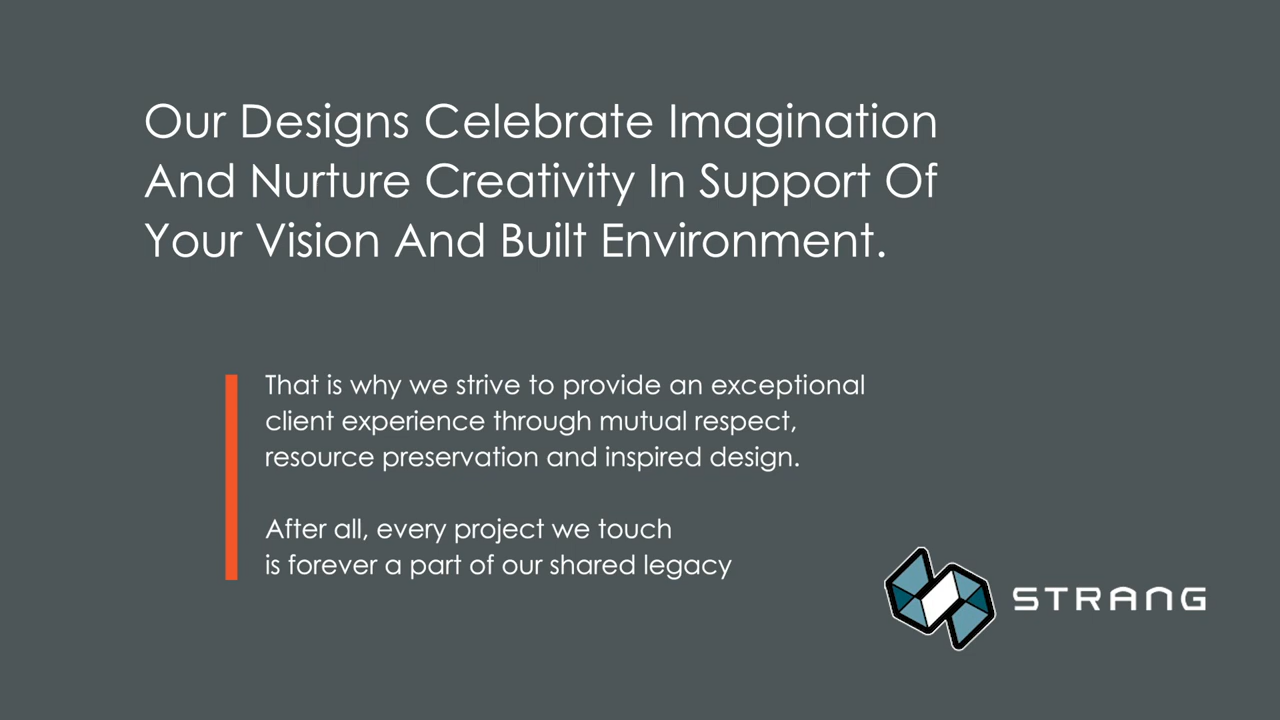 Our Designs Celebrate Imagination
And Nurture Creativity In Support Of
Your Vision And Built Environment.
That is why we strive to provide an exceptional
client experience through mutual respect,
resource preservation and inspired design.
After all, every project we touch
is forever a part of our shared legacy
STRANG